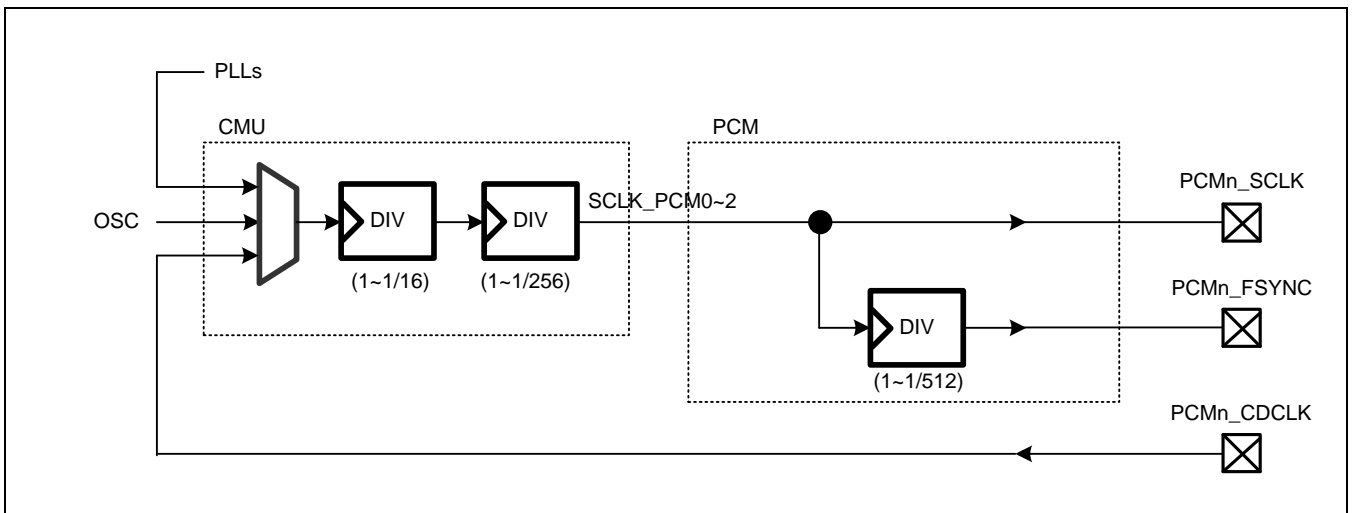 PLLs
CMU
PCM
PCMn_SCLK
OSC
DIV
DIV
SCLK_PCM0~2
(1~1/16)
(1~1/256)
PCMn_FSYNC
DIV
(1~1/512)
PCMn_CDCLK